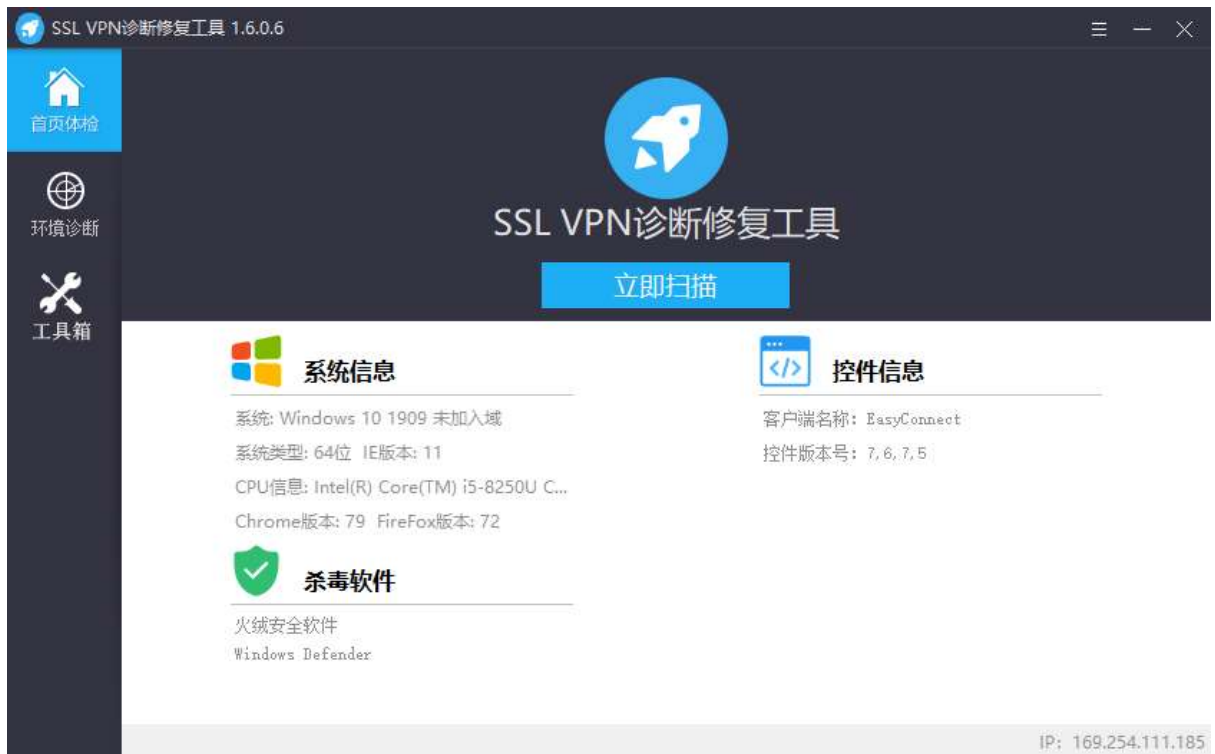 SSL VPN诊断修复工具 1.6.0.6
首页体检
环境诊断
工具箱
SSL VPN诊断修复工具
立即扫描
系统信息
系统: Windows 10 1909 未加入域
系统类型: 64位 IE版本: 11
CPU信息: Intel(R) Core(TM) i5-8250U C...
Chrome版本: 79 FireFox版本: 72
杀毒软件
火绒安全软件
Windows Defender
控件信息
客户端名称: EasyConnect
控件版本号: 7,6,7,5
IP: 169.254.111.185